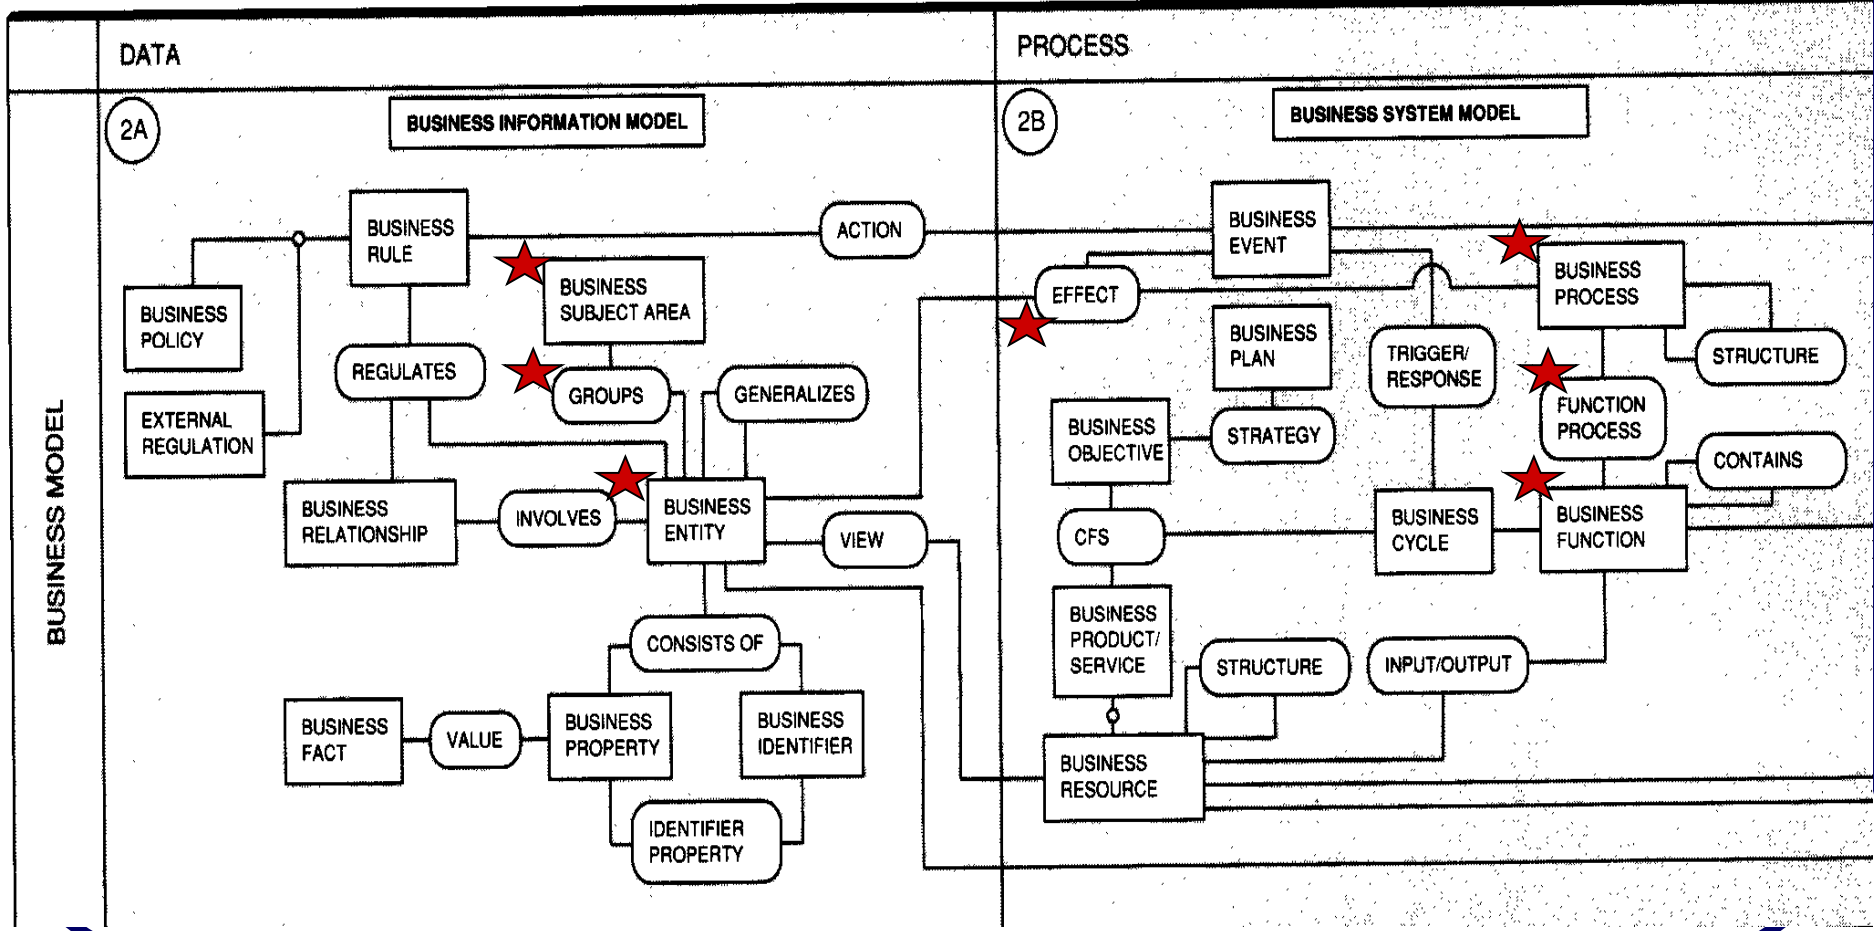 DATA
PROCESS
2A
BUSINESS INFORMATION MODEL
2B
BUSINESS SYSTEM MODEL
BUSINESS MODEL
BUSINESS
RULE
ACTION
BUSINESS
SUBJECT AREA
BUSINESS
POLICY
REGULATES
GROUPS
GENERALIZES
EXTERNAL
REGULATION
BUSINESS
RELATIONSHIP
INVOLVES
BUSINESS
ENTITY
VIEW
CONSISTS OF
BUSINESS
FACT
VALUE
BUSINESS
PROPERTY
BUSINESS
IDENTIFIER
IDENTIFIER
PROPERTY
BUSINESS
EVENT
BUSINESS
PROCESS
EFFECT
BUSINESS
PLAN
TRIGGER/
RESPONSE
STRUCTURE
FUNCTION
PROCESS
BUSINESS
OBJECTIVE
STRATEGY
CONTAINS
CFS
BUSINESS
CYCLE
BUSINESS
FUNCTION
BUSINESS
PRODUCT/
SERVICE
STRUCTURE
INPUT/OUTPUT
BUSINESS
RESOURCE